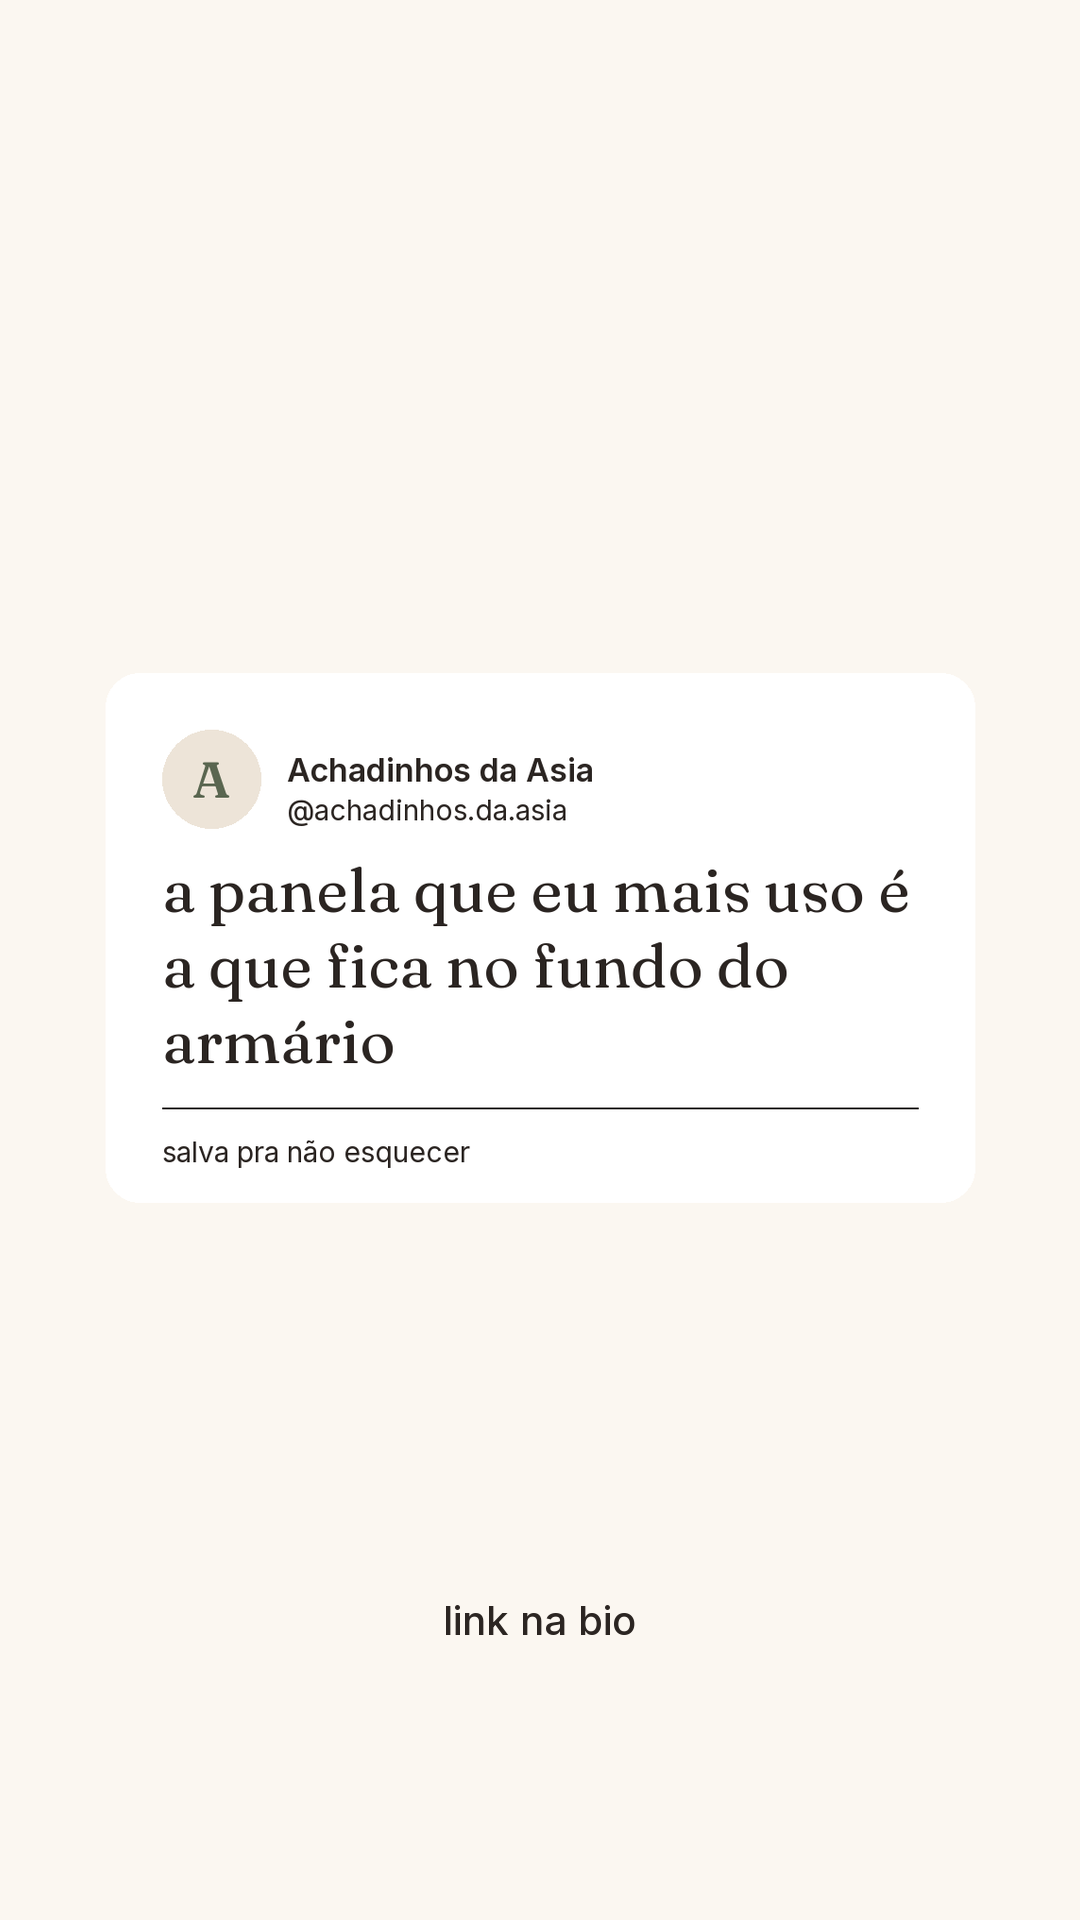 A
Achadinhos da Asia
@achadinhos.da.asia
a panela que eu mais uso é
a que fica no fundo do
armário
salva pra não esquecer
link na bio